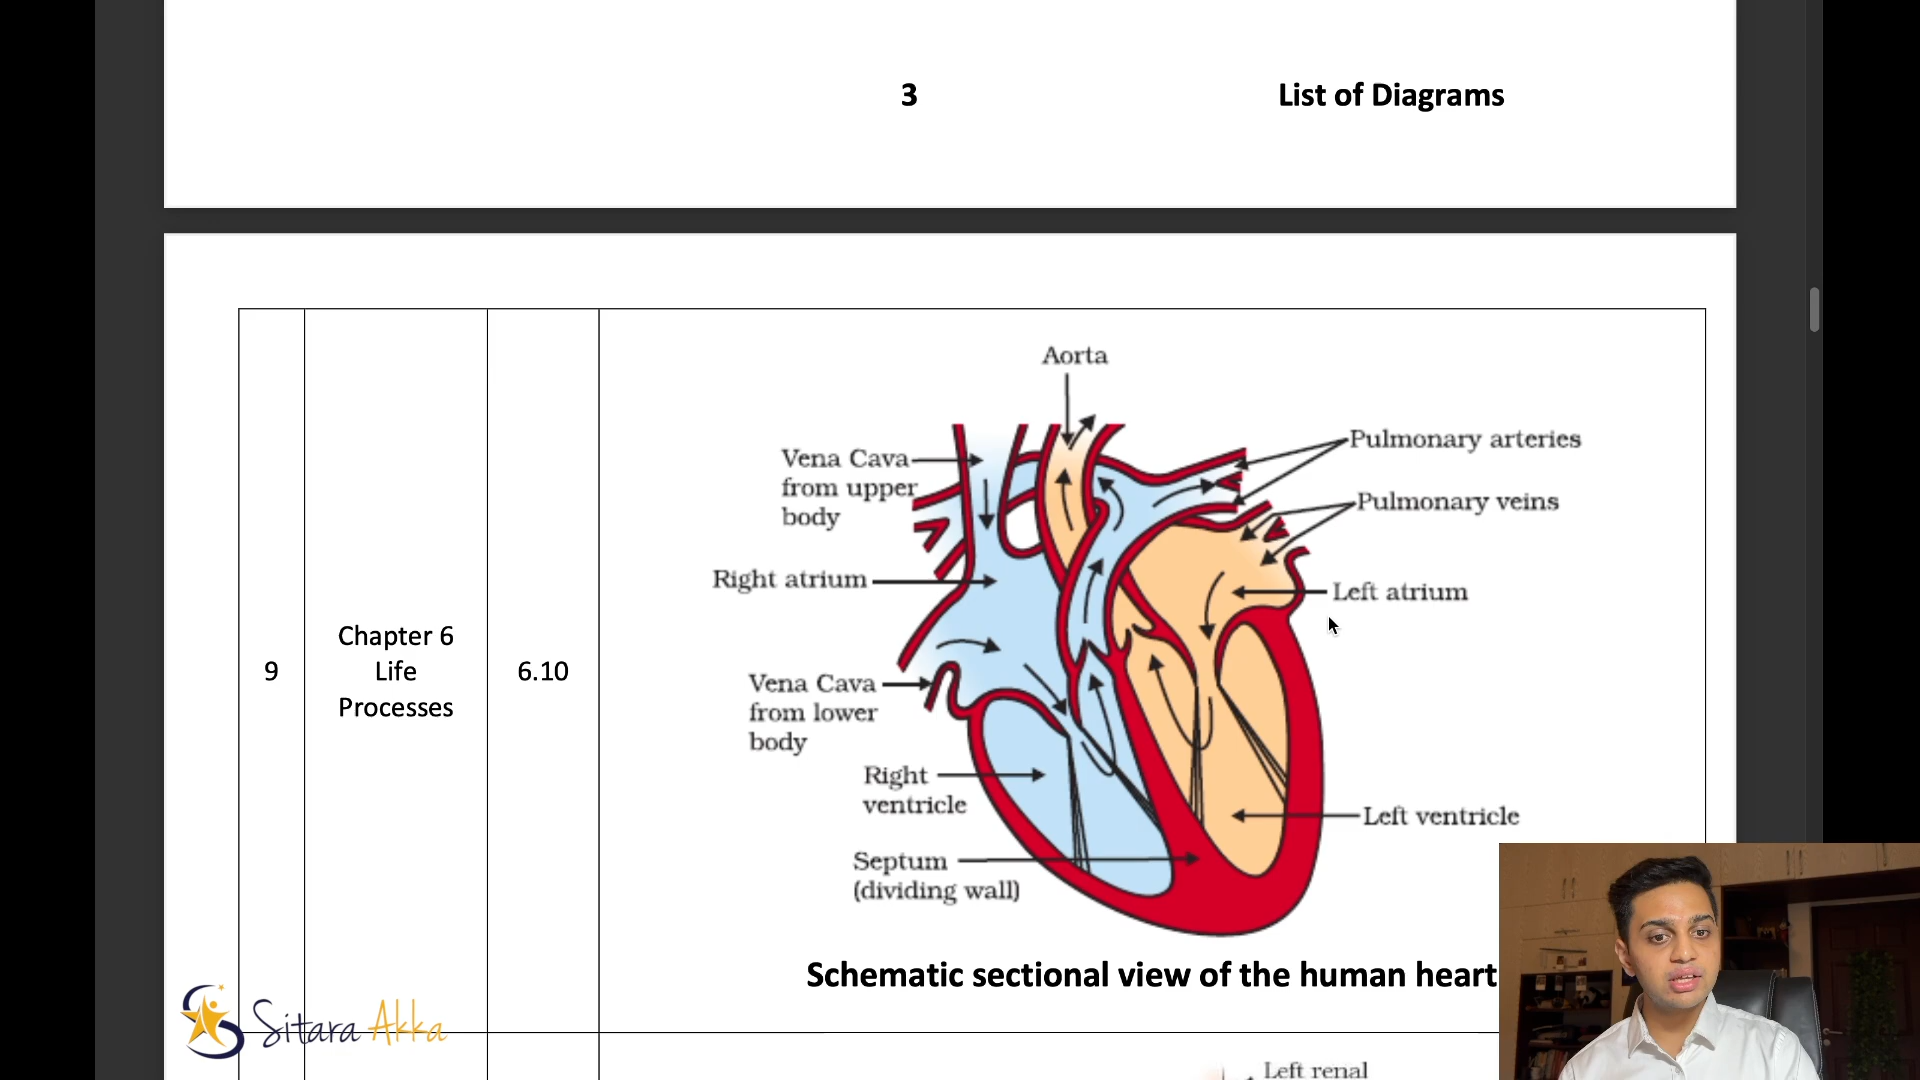 3
List of Diagrams
Aorta
Pulmonary arteries
Vena Cava
from upper
body
Pulmonary veins
Right atrium
Left atrium
9
Chapter 6
Life
Processes
6.10
Vena Cava
from lower
body
Right
ventricle
Left ventricle
Septum
(dividing wall)
Schematic sectional view of the human heart
Sitara Akka
Left renal